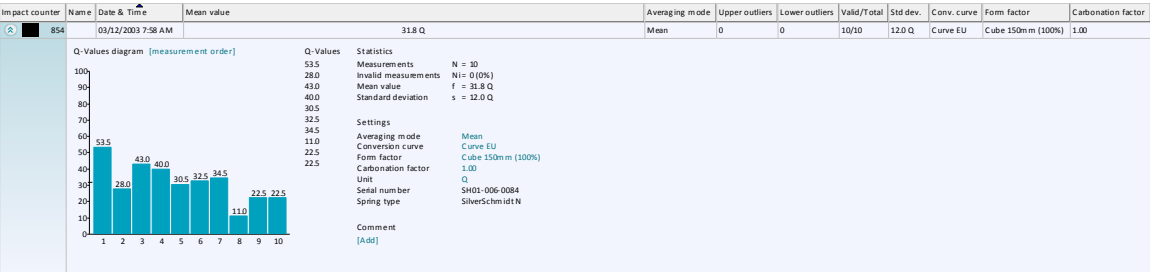 Impact counter Name Date & Time Mean value Averaging mode Upper outliers Lower outliers Valid/Total Std dev. Conv. curve Form factor Carbonation factor
854 03/12/2003 7:58 AM 31.8 Q Mean 0 0 10/10 12.0 Q Curve EU Cube 150mm (100%) 1.00
Q-Values diagram [measurement order]
100
90
80
70
60
50
40
30
20
10
0
53.5 28.0 43.0 40.0 30.5 32.5 34.5 11.0 22.5 22.5
1 2 3 4 5 6 7 8 9 10
Q-Values
53.5
28.0
43.0
40.0
30.5
32.5
34.5
11.0
22.5
22.5
Statistics
Measurements N = 10
Invalid measurements Ni= 0 (0%)
Mean value f = 31.8 Q
Standard deviation s = 12.0 Q
Settings
Averaging mode Mean
Conversion curve Curve EU
Form factor Cube 150mm (100%)
Carbonation factor 1.00
Unit Q
Serial number SH01-006-0084
Spring type SilverSchmidt N
Comment
[Add]